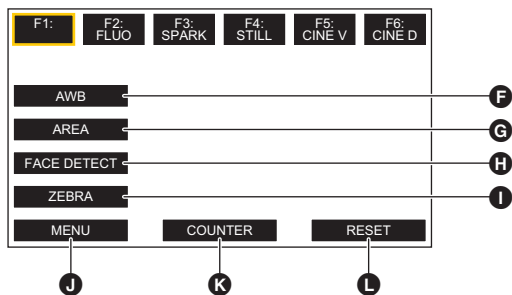 F1: F2: FLUO F3: SPARK F4: STILL F5: CINE V F6: CINE D
AWB F
AREA G
FACE DETECT H
ZEBRA I
MENU COUNTER RESET
J K L